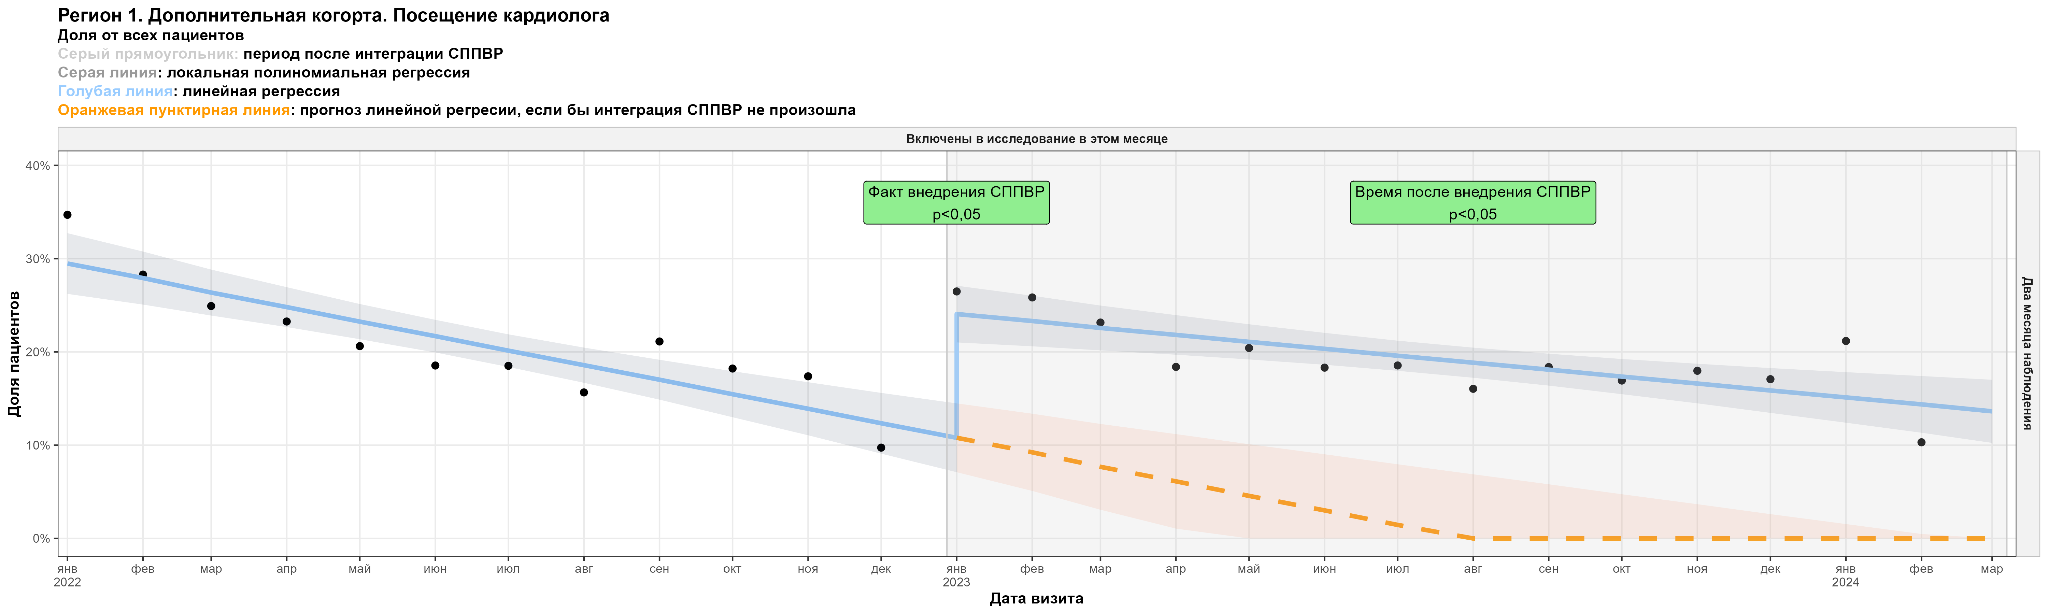 Регион 1. Дополнительная когорта. Посещение кардиолога
Доля от всех пациентов
Серый прямоугольник: период после интеграции СППВР
Серая линия: локальная полиномиальная регрессия
Голубая линия: линейная регрессия
Оранжевая пунктирная линия: прогноз линейной регресии, если бы интеграция СППВР не произошла
Включены в исследование в этом месяце
40%
30%
20%
10%
0%
Доля пациентов
Факт внедрения СППВР
p<0,05
Время после внедрения СППВР
p<0,05
Два месяца наблюдения
янв фев мар апр май июн июл авг сен окт ноя дек янв фев мар апр май июн июл авг сен окт ноя дек янв фев мар
2022 2023 2024
Дата визита